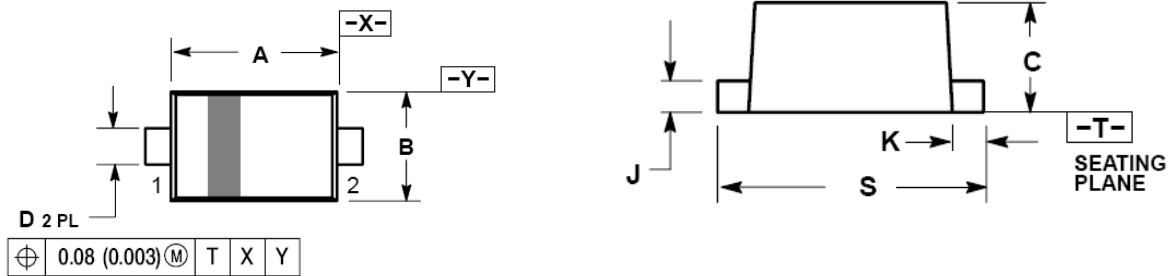 A
-X-
-Y-
B
1
2
D 2 PL
⌖ 0.08 (0.003) Ⓜ T X Y
C
J
K
S
-T-
SEATING
PLANE